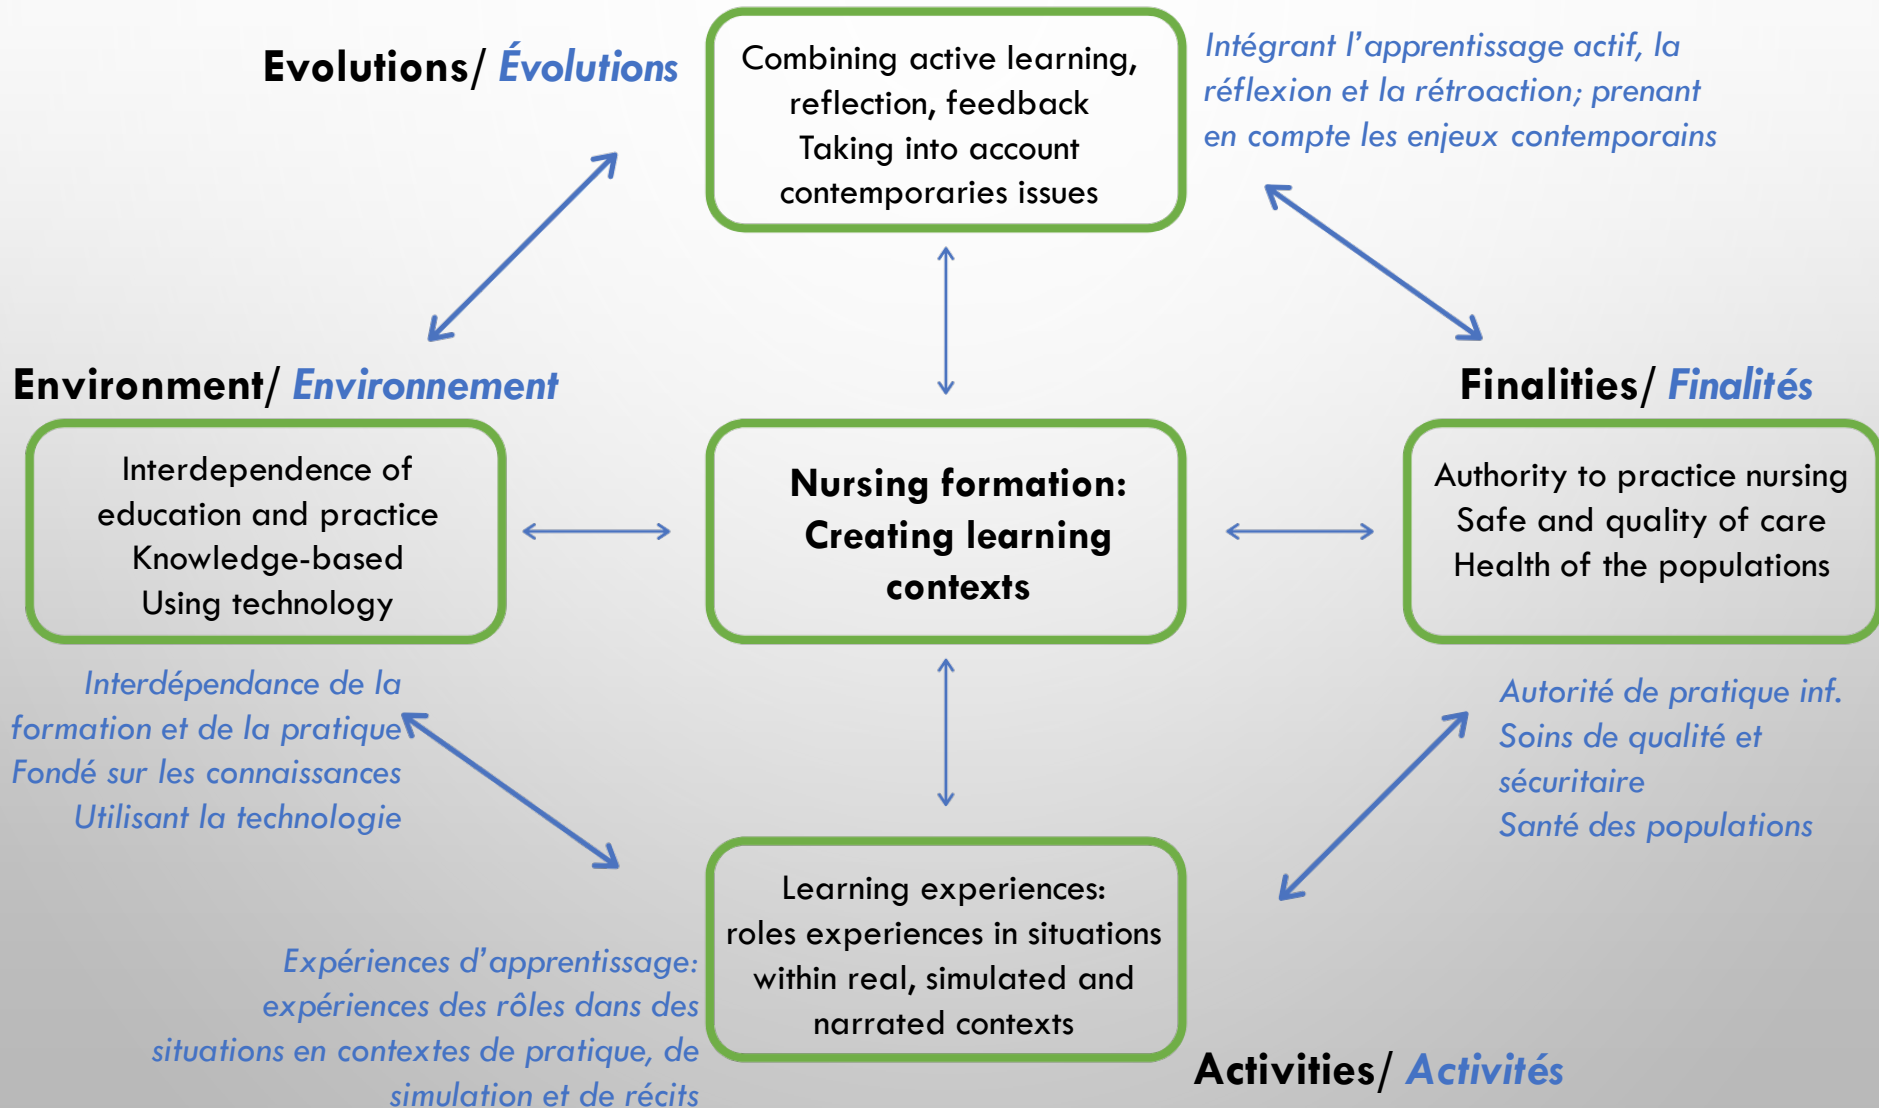 Evolutions/ Évolutions
Combining active learning,
reflection, feedback
Taking into account
contemporaries issues
Intégrant l’apprentissage actif, la
réflexion et la rétroaction; prenant
en compte les enjeux contemporains
Environment/ Environnement
Interdependence of
education and practice
Knowledge-based
Using technology
Interdépendance de la
formation et de la pratique
Fondé sur les connaissances
Utilisant la technologie
Nursing formation:
Creating learning
contexts
Finalities/ Finalités
Authority to practice nursing
Safe and quality of care
Health of the populations
Autorité de pratique inf.
Soins de qualité et
sécuritaire
Santé des populations
Learning experiences:
roles experiences in situations
within real, simulated and
narrated contexts
Expériences d’apprentissage:
expériences des rôles dans des
situations en contextes de pratique, de
simulation et de récits
Activities/ Activités